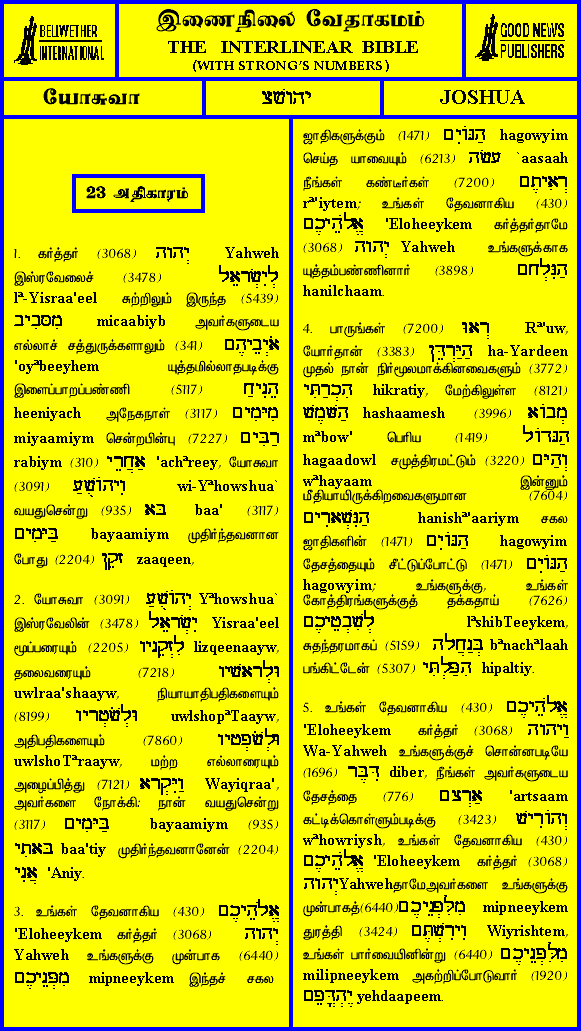 BELLWETHER
INTERNATIONAL
இணைநிலை வேதாகமம்
THE INTERLINEAR BIBLE
(WITH STRONG'S NUMBERS)
GOOD NEWS
PUBLISHERS
யோசுவா
JOSHUA
23 அதிகாரம்
1. கர்த்தர் (3068) יְהוָה Yahweh
இஸ்ரவேலைச் (3478) לְיִשְׂרָאֵל
lª-Yisraa'eel சுற்றிலும் இருந்த (5439)
מִסָּבִיב micaabiyb அவர்களுடைய
எல்லாச் சத்துருக்களாலும் (341) אֹיְבֵיהֶם
'oyªbeeyhem யுத்தமில்லாதபடிக்கு
இளைப்பாறப்பண்ணி (5117) הֵנִיחַ
heeniyach அநேகநாள் (3117) מִיָּמִים
miyaamiym சென்றபின்பு (7227) רַבִּים
rabiym (310) אַחֲרֵי 'achªreey, யோசுவா
(3091) וִיהוֹשֻׁעַ wi-Yªhowshua`
வயதுசென்று (935) בָּא baa' (3117)
בַּיָּמִים bayaamiym முதிர்ந்தவனான
போது (2204) זָקֵן zaaqeen,
2. யோசுவா (3091) יְהוֹשֻׁעַ Yªhowshua`
இஸ்ரவேலின் (3478) יִשְׂרָאֵל Yisraa'eel
மூப்பரையும் (2205) לִזְקֵנָיו lizqeenaayw,
தலைவரையும் (7218) וּלְרָאשָׁיו
uwlraa'shaayw, நியாயாதிபதிகளையும்
(8199) וּלְשֹׁטְרָיו uwlshopªTaayw,
அதிபதிகளையும் (7860) וּלְשֹׁפְטָיו
uwlshoTªraayw, மற்ற எல்லாரையும்
அழைப்பித்து (7121) וַיִּקְרָא Wayiqraa',
அவர்களை நோக்கி: நான் வயதுசென்று
(3117) בַּיָּמִים bayaamiym (935)
בָּאתִי baa'tiy முதிர்ந்தவனானேன் (2204)
אֲנִי 'Aniy.
3. உங்கள் தேவனாகிய (430) אֱלֹהֵיכֶם
'Eloheeykem கர்த்தர் (3068) יְהוָה
Yahweh உங்களுக்கு முன்பாக (6440)
מִפְּנֵיכֶם mipneeykem இந்தச் சகல
ஜாதிகளுக்கும் (1471) הַגּוֹיִם hagowyim
செய்த யாவையும் (6213) עָשָׂה `aasaah
நீங்கள் கண்டீர்கள் (7200) רְאִיתֶם
rª'iytem; உங்கள் தேவனாகிய (430)
אֱלֹהֵיכֶם 'Eloheeykem கர்த்தர்தாமே
(3068) יְהוָה Yahweh உங்களுக்காக
யுத்தம்பண்ணினார் (3898) הַנִּלְחָם
hanilchaam.
4. பாருங்கள் (7200) רְאוּ Rª'uw,
யோர்தான் (3383) הַיַּרְדֵּן ha-Yardeen
முதல் நான் நிர்மூலமாக்கினவைகளும் (3772)
הִכְרַתִּי hikratiy, மேற்கிலுள்ள (8121)
הַשֶּׁמֶשׁ hashaamesh (3996) מְבוֹא
mªbow' பெரிய (1419) הַגָּדוֹל
hagaadowl சமுத்திரமட்டும் (3220) וְהַיָּם
wªhayaam இன்னும்
மீதியாயிருக்கிறவைகளுமான (7604)
הַנִּשְׁאָרִים hanishª'aariym சகல
ஜாதிகளின் (1471) הַגּוֹיִם hagowyim
தேசத்தையும் சீட்டுப்போட்டு (1471) הַגּוֹיִם
hagowyim; உங்களுக்கு, உங்கள்
கோத்திரங்களுக்குத் தக்கதாய் (7626)
לְשִׁבְטֵיכֶם lªshibTeeykem,
சுதந்தரமாகப் (5159) בְּנַחֲלָה bªnachªlaah
பங்கிட்டேன் (5307) הִפַּלְתִּי hipaltiy.
5. உங்கள் தேவனாகிய (430) אֱלֹהֵיכֶם
'Eloheeykem கர்த்தர் (3068) וַיהוָה
Wa-Yahweh உங்களுக்குச் சொன்னபடியே
(1696) דִּבֶּר diber, நீங்கள் அவர்களுடைய
தேசத்தை (776) אַרְצָם 'artsaam
கட்டிக்கொள்ளும்படிக்கு (3423) וְהוֹרִישׁ
wªhowriysh, உங்கள் தேவனாகிய (430)
אֱלֹהֵיכֶם 'Eloheeykem கர்த்தர் (3068)
יְהוָה Yahwehதாமேஅவர்களை உங்களுக்கு
முன்பாகத்(6440) מִלִּפְנֵיכֶם mipneeykem
துரத்தி (3424) וִירִשְׁתֶּם Wiyrishtem,
உங்கள் பார்வையினின்று (6440) מִלִּפְנֵיכֶם
milipneeykem அகற்றிப்போடுவார் (1920)
יֶהְדֳּפֵם yehdaapeem.